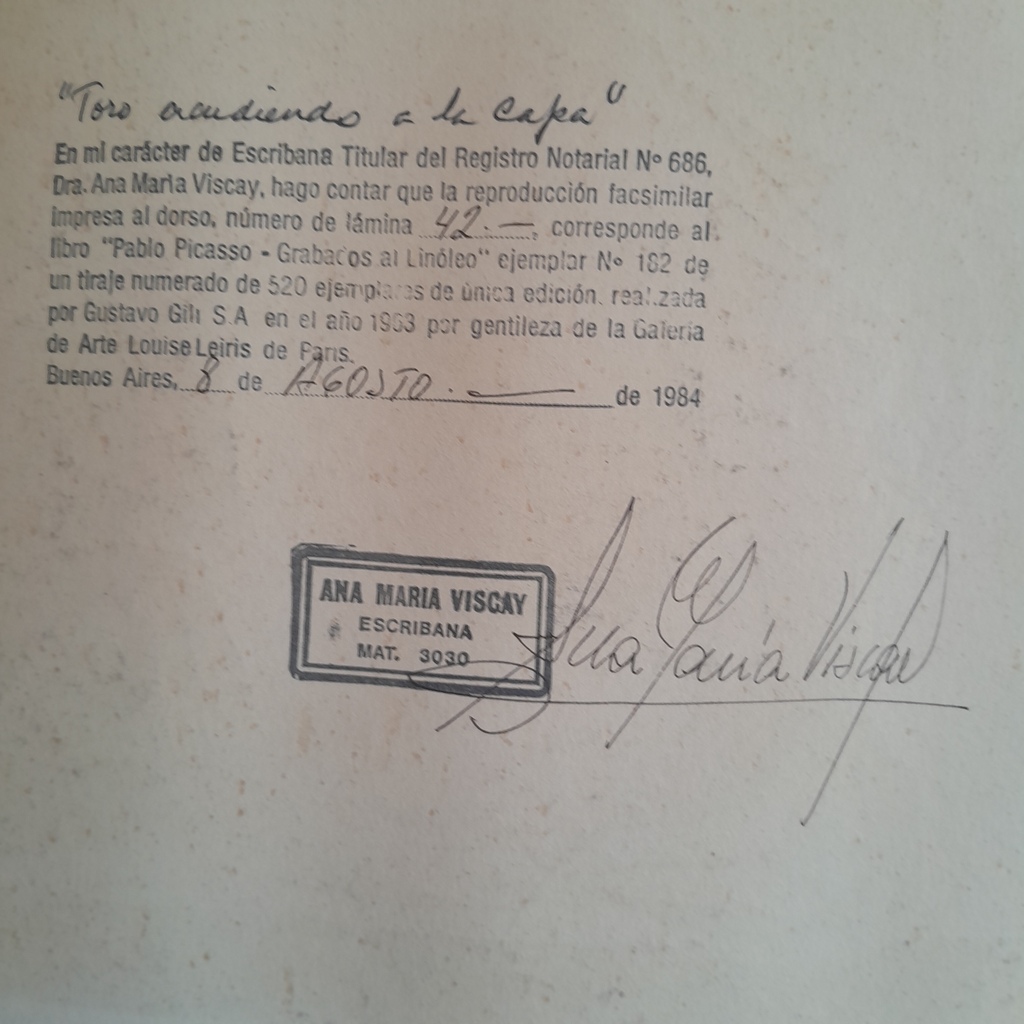 "Toro acudiendo a la capa"
En mi carácter de Escribana Titular del Registro Notarial Nº 686,
Dra. Ana Maria Viscay, hago contar que la reproducción facsimilar
impresa al dorso, número de lámina 42.—, corresponde al
libro "Pablo Picasso - Grabados al Linóleo" ejemplar Nº 182 de
un tiraje numerado de 520 ejemplares de única edición, realizada
por Gustavo Gili S.A en el año 1963 por gentileza de la Galeria
de Arte Louise Leiris de Paris.
Buenos Aires, 8 de AGOSTO.— de 1984
ANA MARIA VISCAY
ESCRIBANA
MAT. 3030
Ana María Viscay